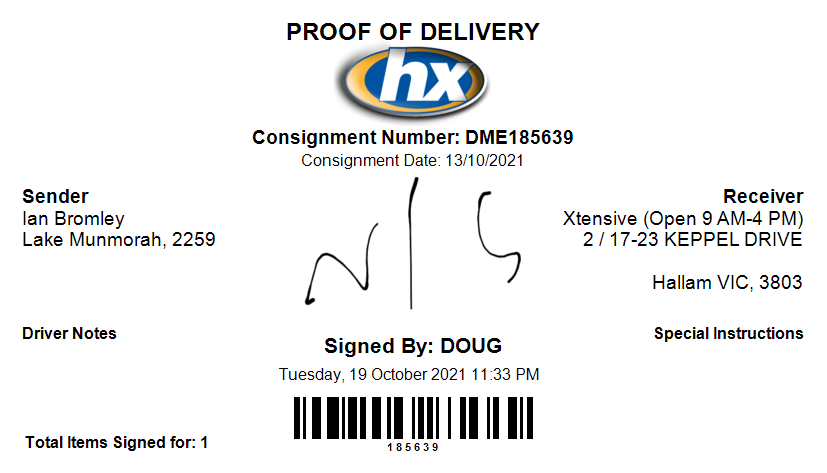 PROOF OF DELIVERY
hx
Consignment Number: DME185639
Consignment Date: 13/10/2021
Sender
Ian Bromley
Lake Munmorah, 2259
Receiver
Xtensive (Open 9 AM-4 PM)
2 / 17-23 KEPPEL DRIVE
Hallam VIC, 3803
N/S
Driver Notes
Special Instructions
Signed By: DOUG
Tuesday, 19 October 2021 11:33 PM
185639
Total Items Signed for: 1